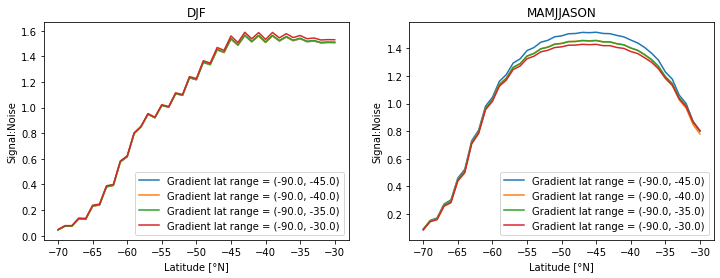 DJF
Signal:Noise
1.6
1.4
1.2
1.0
0.8
0.6
0.4
0.2
0.0
Gradient lat range = (-90.0, -45.0)
Gradient lat range = (-90.0, -40.0)
Gradient lat range = (-90.0, -35.0)
Gradient lat range = (-90.0, -30.0)
−70 −65 −60 −55 −50 −45 −40 −35 −30
Latitude [°N]
MAMJJASON
Signal:Noise
1.4
1.2
1.0
0.8
0.6
0.4
0.2
Gradient lat range = (-90.0, -45.0)
Gradient lat range = (-90.0, -40.0)
Gradient lat range = (-90.0, -35.0)
Gradient lat range = (-90.0, -30.0)
−70 −65 −60 −55 −50 −45 −40 −35 −30
Latitude [°N]